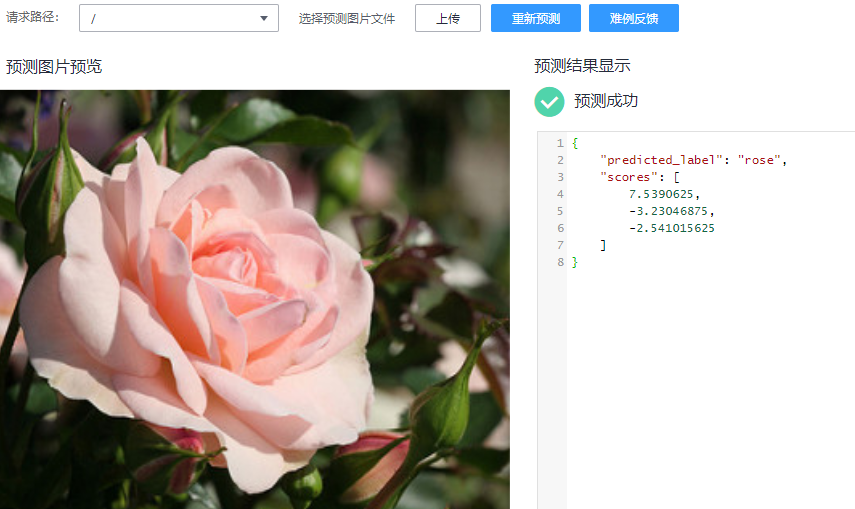 请求路径： / 选择预测图片文件 上传 重新预测 难例反馈
预测图片预览
预测结果显示
预测成功
1 {
2 "predicted_label": "rose",
3 "scores": [
4 7.5390625,
5 -3.23046875,
6 -2.541015625
7 ]
8 }